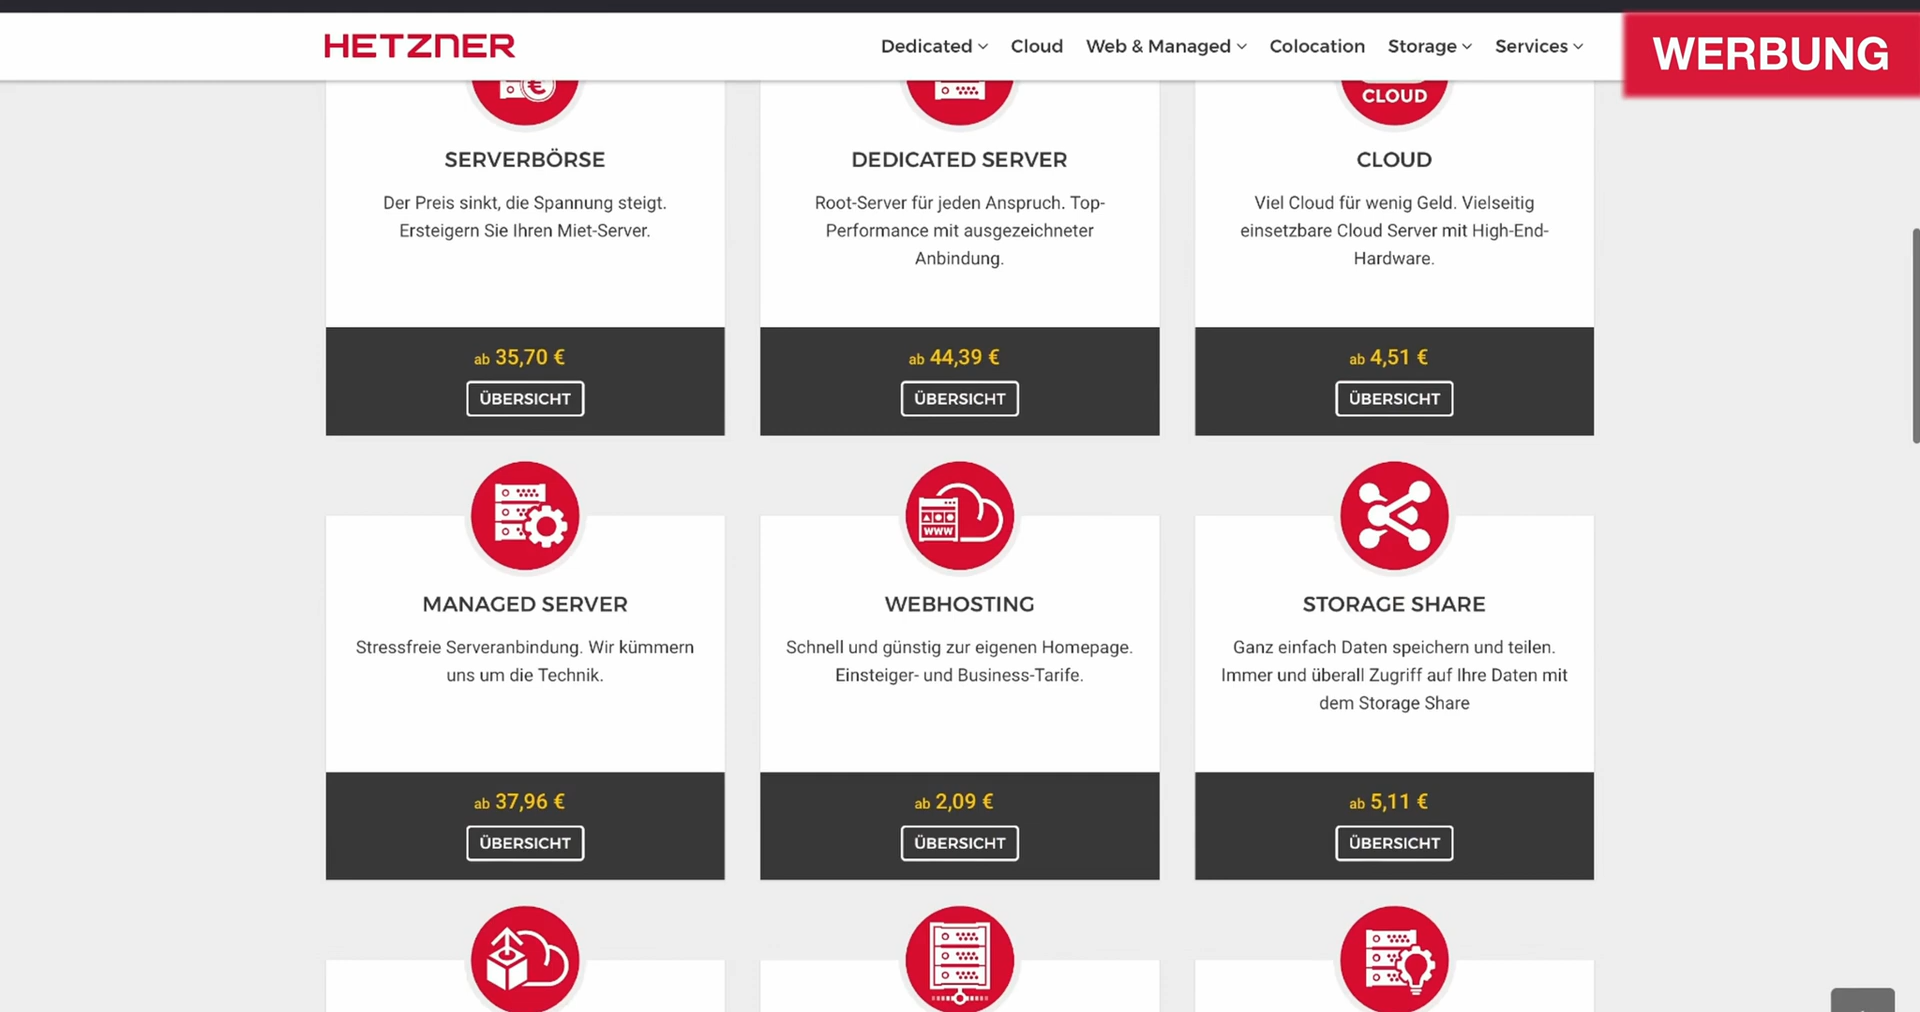 HETZNER
Dedicated
Cloud
Web & Managed
Colocation
Storage
Services
WERBUNG
€
CLOUD
SERVERBÖRSE
Der Preis sinkt, die Spannung steigt.
Ersteigern Sie Ihren Miet-Server.
ab 35,70 €
ÜBERSICHT
DEDICATED SERVER
Root-Server für jeden Anspruch. Top-
Performance mit ausgezeichneter
Anbindung.
ab 44,39 €
ÜBERSICHT
CLOUD
Viel Cloud für wenig Geld. Vielseitig
einsetzbare Cloud Server mit High-End-
Hardware.
ab 4,51 €
ÜBERSICHT
MANAGED SERVER
Stressfreie Serveranbindung. Wir kümmern
uns um die Technik.
ab 37,96 €
ÜBERSICHT
WWW
WEBHOSTING
Schnell und günstig zur eigenen Homepage.
Einsteiger- und Business-Tarife.
ab 2,09 €
ÜBERSICHT
STORAGE SHARE
Ganz einfach Daten speichern und teilen.
Immer und überall Zugriff auf Ihre Daten mit
dem Storage Share
ab 5,11 €
ÜBERSICHT